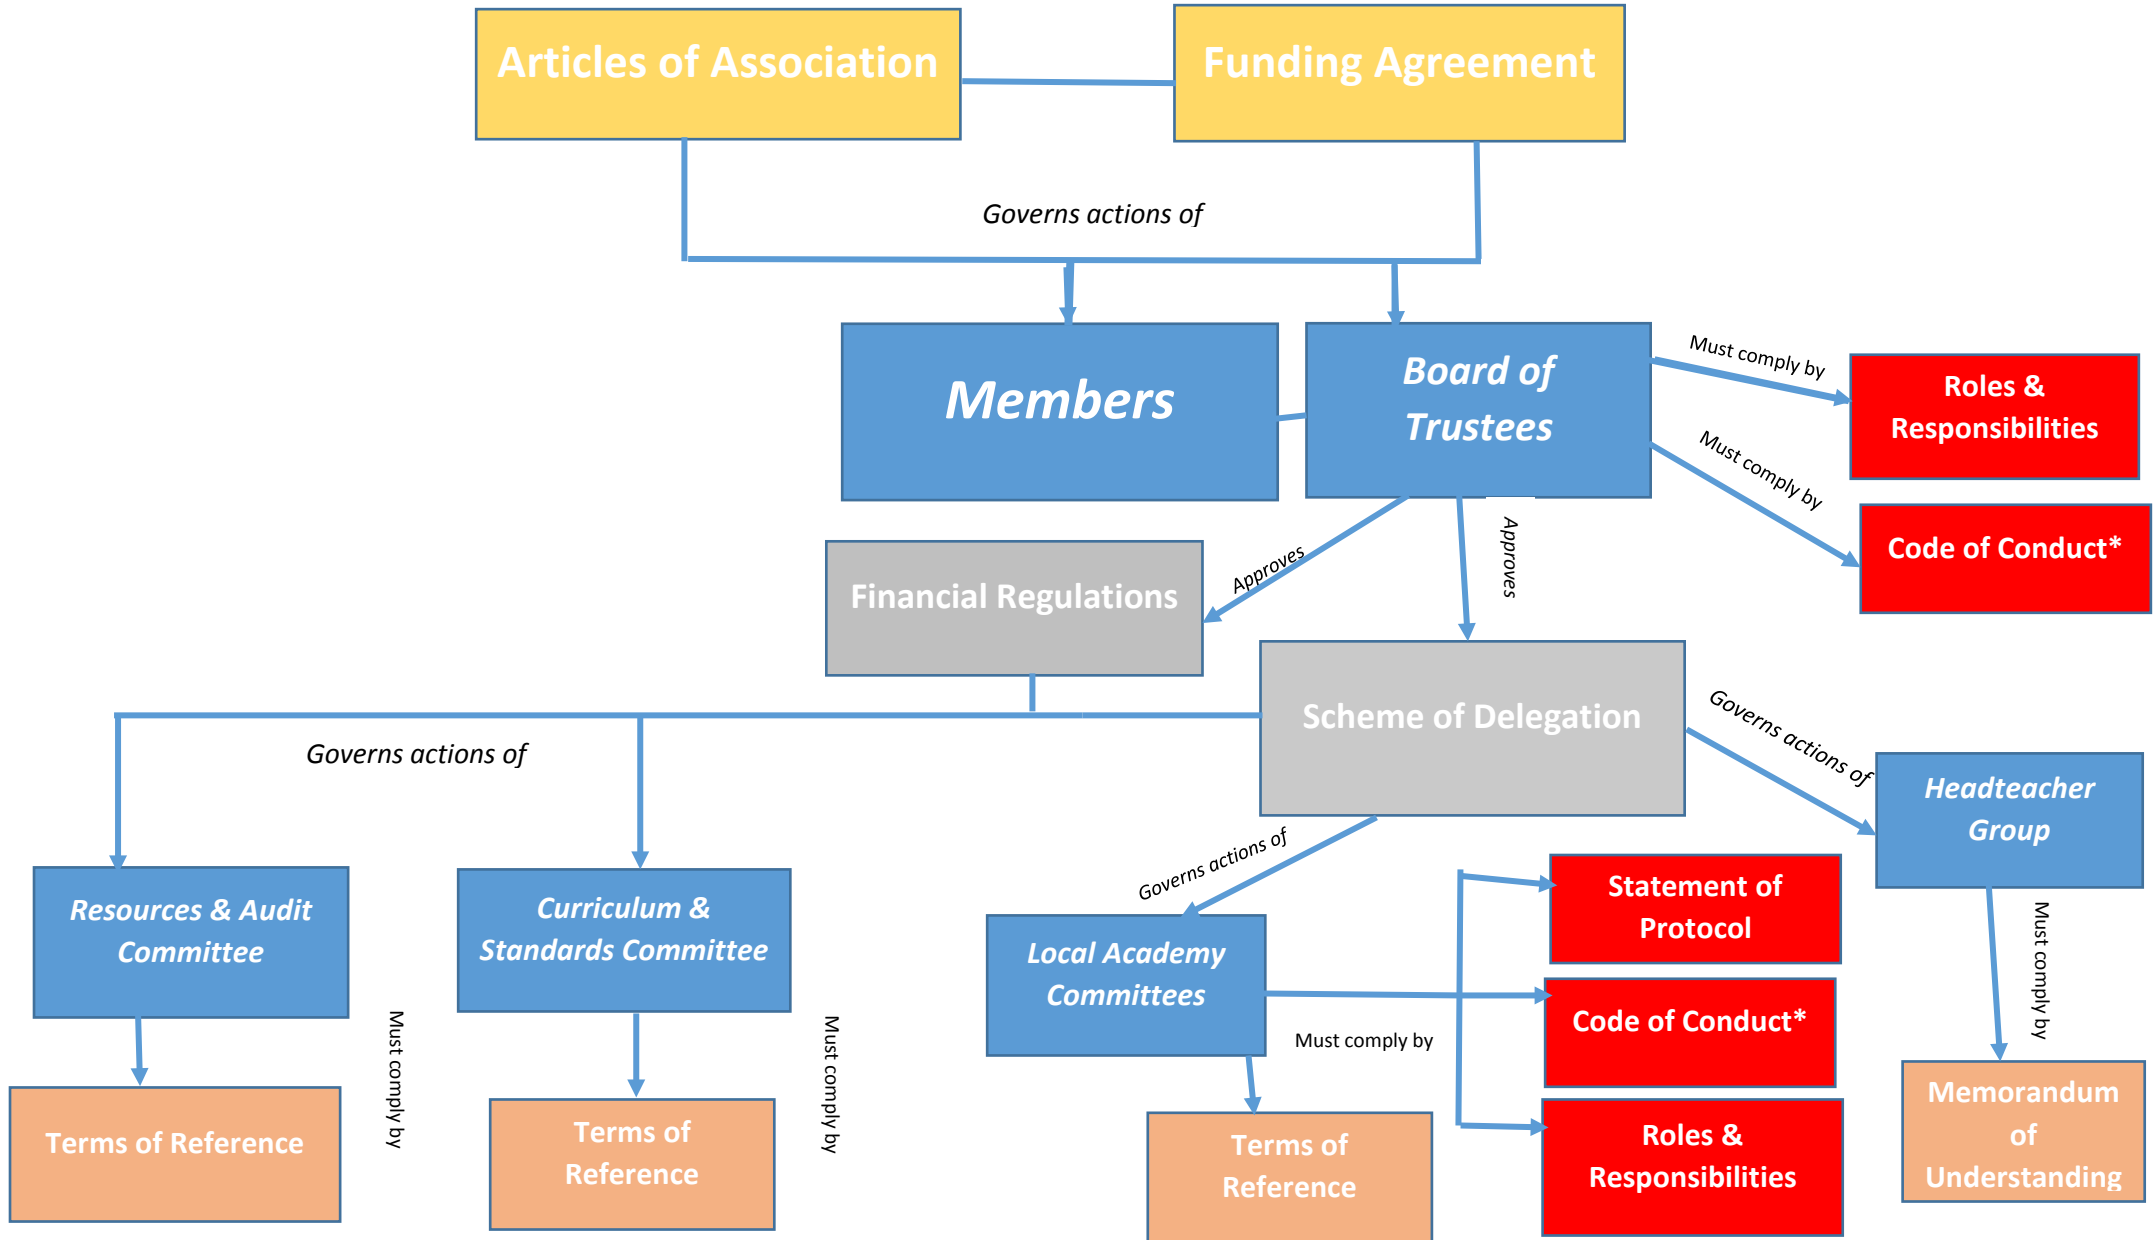 Articles of Association
Funding Agreement
Governs actions of
Members
Board of
Trustees
Must comply by
Roles &
Responsibilities
Must comply by
Code of Conduct*
Financial Regulations
Approves
Approves
Scheme of Delegation
Governs actions of
Governs actions of
Headteacher
Group
Governs actions of
Resources & Audit
Committee
Curriculum &
Standards Committee
Local Academy
Committees
Statement of
Protocol
Code of Conduct*
Must comply by
Must comply by
Must comply by
Must comply by
Terms of Reference
Terms of
Reference
Terms of
Reference
Roles &
Responsibilities
Memorandum
of
Understanding